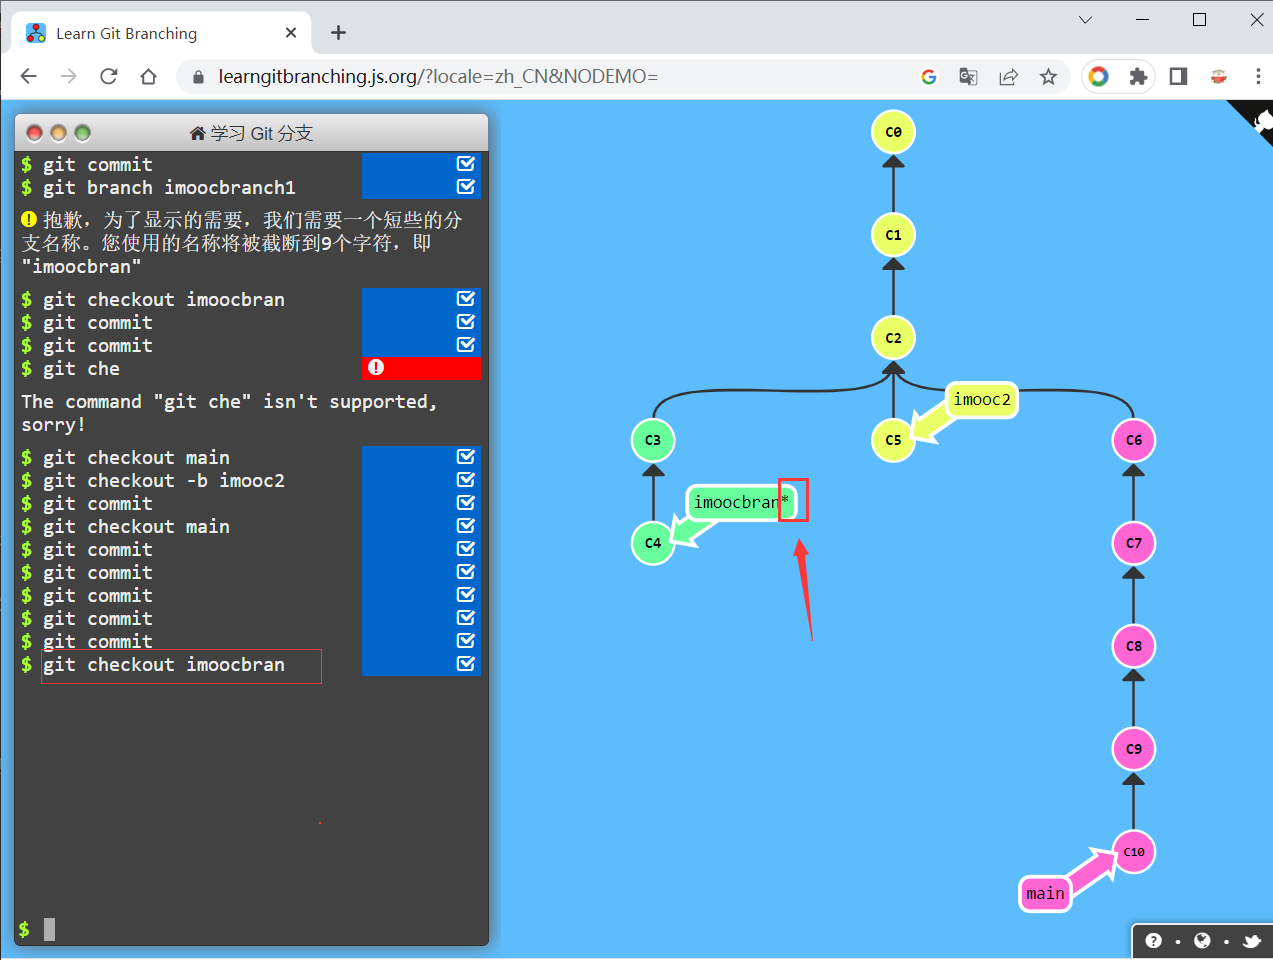 Learn Git Branching
learngitbranching.js.org/?locale=zh_CN&NODEMO=
学习 Git 分支
$ git commit
$ git branch imoocbranch1
抱歉，为了显示的需要，我们需要一个短些的分
支名称。您使用的名称将被截断到9个字符，即
"imoocbran"
$ git checkout imoocbran
$ git commit
$ git commit
$ git che
The command "git che" isn't supported,
sorry!
$ git checkout main
$ git checkout -b imooc2
$ git commit
$ git checkout main
$ git commit
$ git commit
$ git commit
$ git commit
$ git commit
$ git checkout imoocbran
$
C0
C1
C2
imooc2
C3
C5
C6
imoocbran*
C4
C7
C8
C9
C10
main